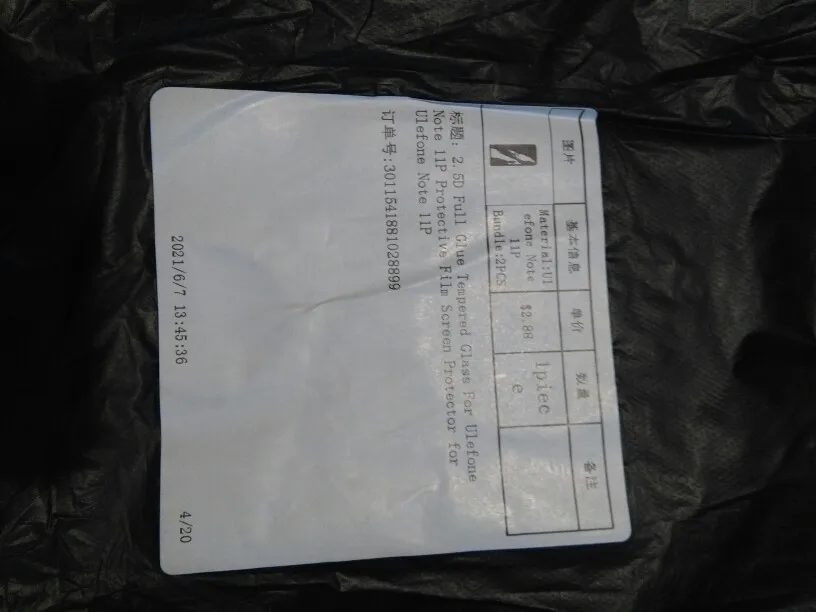 图片 基本信息 单价 数量 备注
Material:Ul
efone Note
11P
Bundle:2PCS
$2.88
1piec
e
标题: 2.5D Full Glue Tempered Glass For Ulefone
Note 11P Protective Film Screen Protector for
Ulefone Note 11P
订单号:3011541881028899
2021/6/7 13:45:36
4/20